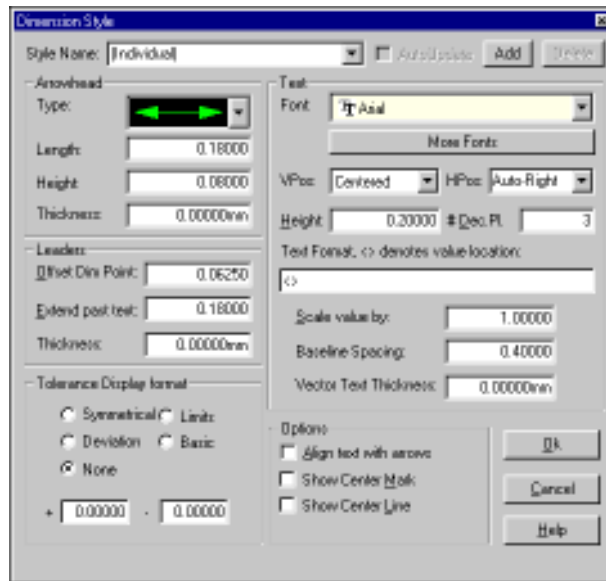 Dimension Style
Style Name: [Individual] AutoUpdate Add Delete
Arrowhead
Type:
Length: 0.18000
Height: 0.08000
Thickness: 0.00000mm
Leaders
Offset Dim Point: 0.06250
Extend past text: 0.18000
Thickness: 0.00000mm
Tolerance Display format
Symmetrical Limits
Deviation Basic
None
+ 0.00000 - 0.00000
Text
Font: Arial
More Fonts
VPos: Centered HPos: Auto-Right
Height: 0.20000 # Dec. Pl. 3
Text Format, <> denotes value location:
<>
Scale value by: 1.00000
Baseline Spacing: 0.40000
Vector Text Thickness: 0.00000mm
Options
Align text with arrows
Show Center Mark
Show Center Line
Ok
Cancel
Help